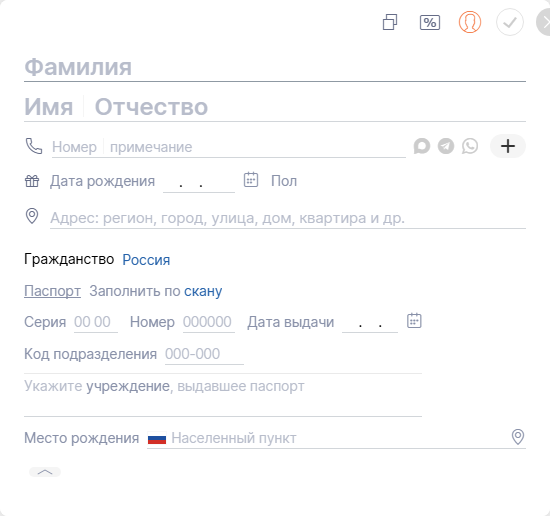 %
Фамилия
Имя Отчество
Номер примечание
Дата рождения . . Пол
Адрес: регион, город, улица, дом, квартира и др.
Гражданство Россия
Паспорт Заполнить по скану
Серия 00 00 Номер 000000 Дата выдачи . .
Код подразделения 000-000
Укажите учреждение, выдавшее паспорт
Место рождения Населенный пункт